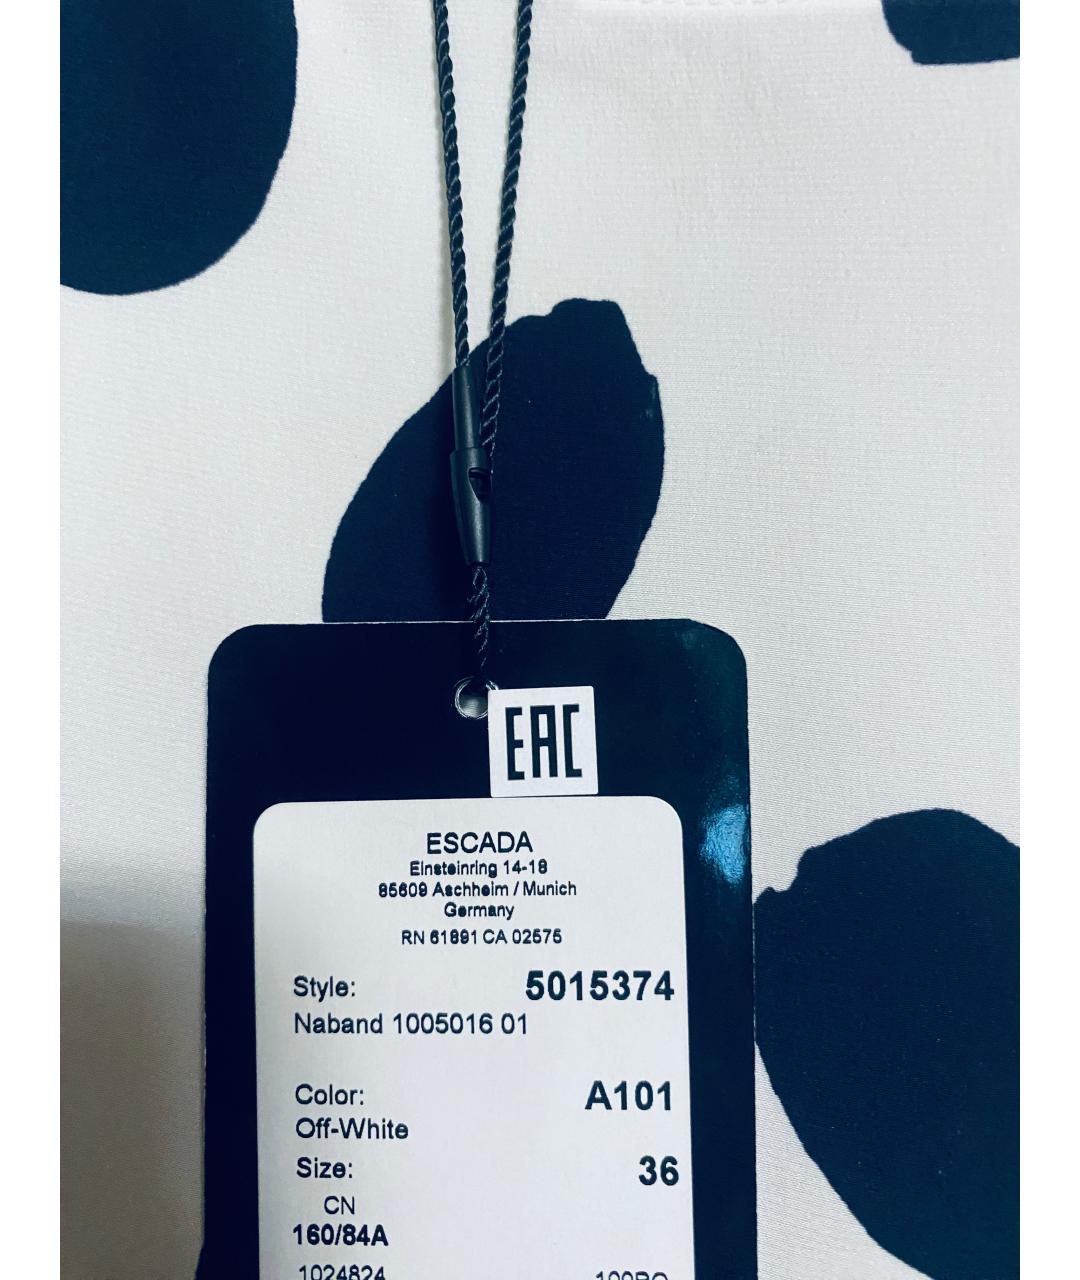 EAC
ESCADA
Einsteinring 14-18
85609 Aschheim / Munich
Germany
RN 61891 CA 02575
Style: 5015374
Naband 1005016 01
Color: A101
Off-White
Size: 36
CN
160/84A
1024824